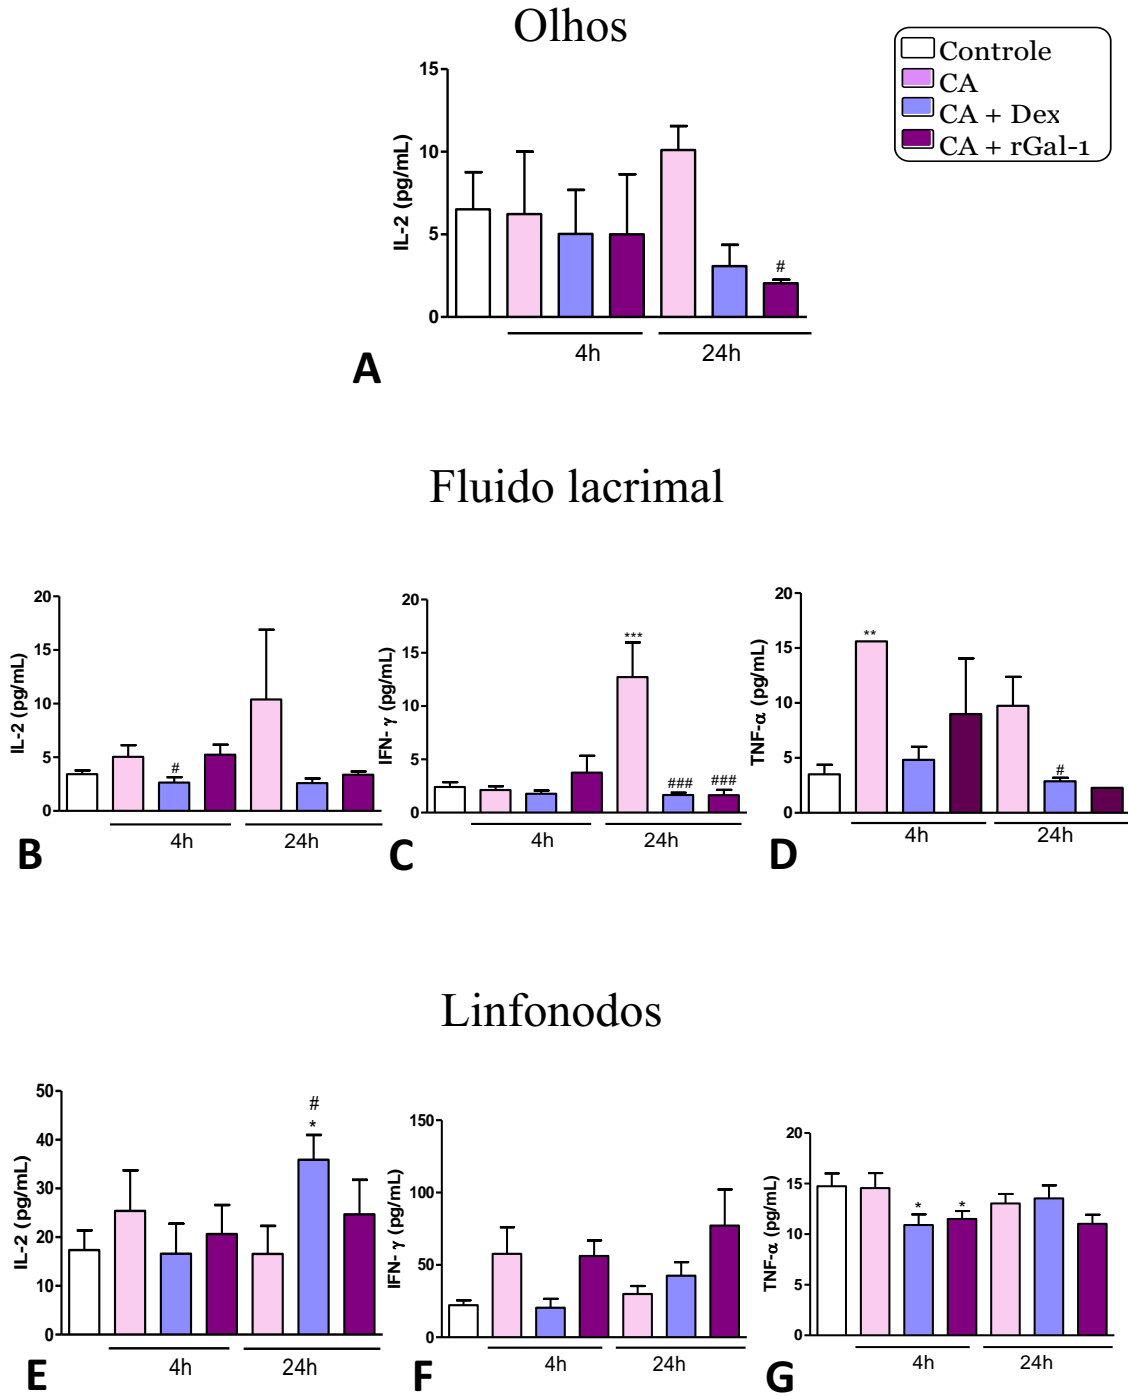 Olhos
Controle
CA
CA + Dex
CA + rGal-1
IL-2 (pg/mL)
15
10
5
0
#
4h
24h
A
Fluido lacrimal
IL-2 (pg/mL)
20
15
10
5
0
#
4h
24h
B
IFN- γ (pg/mL)
20
15
10
5
0
***
###
###
4h
24h
C
TNF-α (pg/mL)
20
15
10
5
0
**
#
4h
24h
D
Linfonodos
IL-2 (pg/mL)
50
40
30
20
10
0
#
*
4h
24h
E
IFN- γ (pg/mL)
150
100
50
0
4h
24h
F
TNF-α (pg/mL)
20
15
10
5
0
*
*
4h
24h
G